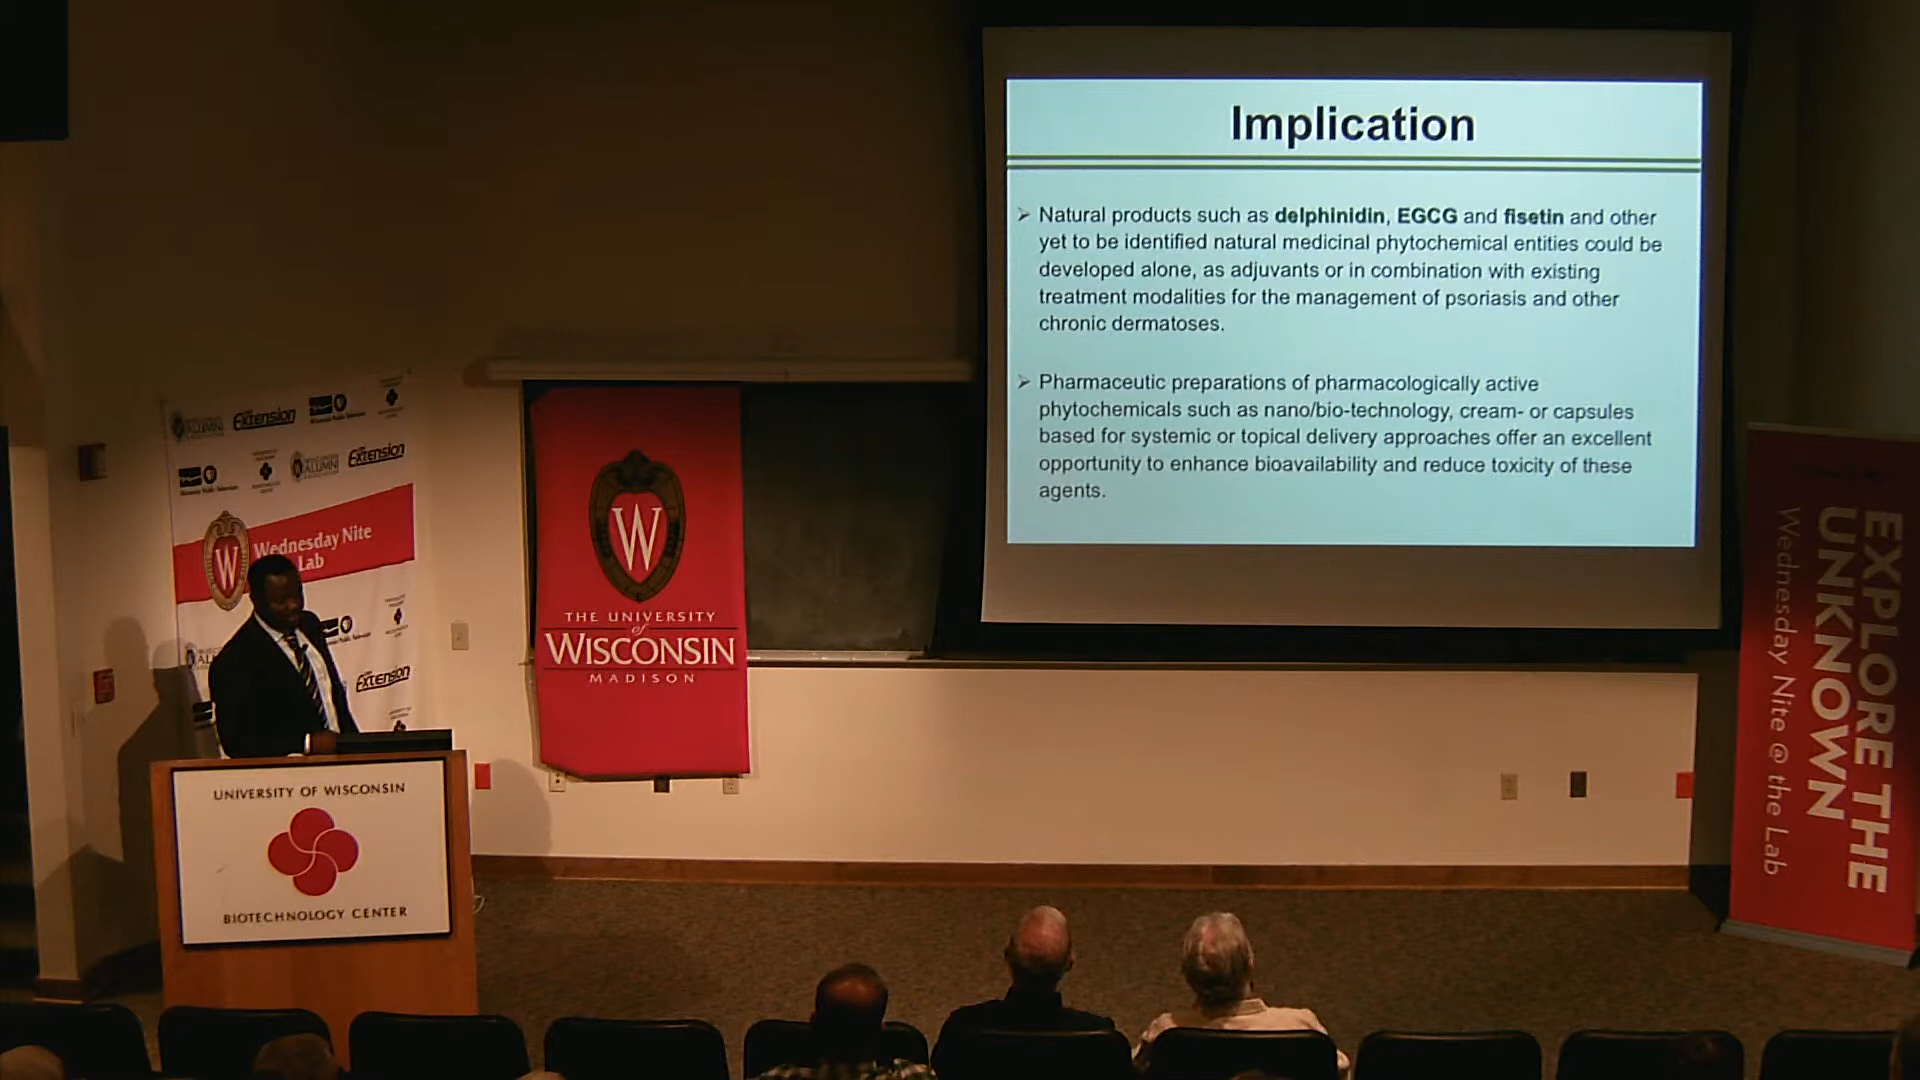 Implication
Natural products such as delphinidin, EGCG and fisetin and other
yet to be identified natural medicinal phytochemical entities could be
developed alone, as adjuvants or in combination with existing
treatment modalities for the management of psoriasis and other
chronic dermatoses.
Pharmaceutic preparations of pharmacologically active
phytochemicals such as nano/bio-technology, cream- or capsules
based for systemic or topical delivery approaches offer an excellent
opportunity to enhance bioavailability and reduce toxicity of these
agents.
Extension
ALUMNI
Extension
W
Wednesday Nite
Lab
Extension
W
THE UNIVERSITY
of
WISCONSIN
MADISON
UNIVERSITY OF WISCONSIN
BIOTECHNOLOGY CENTER
EXPLORE THE
UNKNOWN
Wednesday Nite @ the Lab